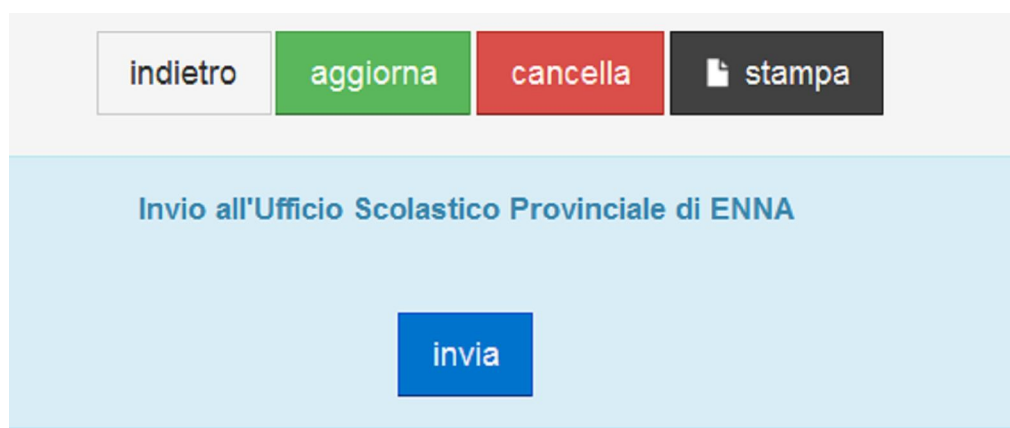 indietro aggiorna cancella stampa
Invio all'Ufficio Scolastico Provinciale di ENNA
invia